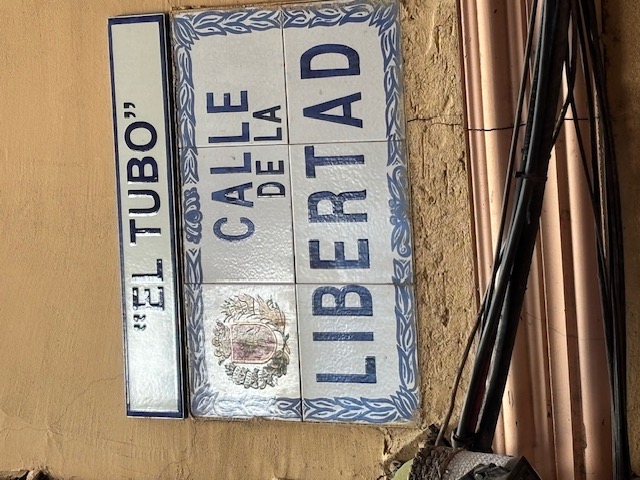 "EL TUBO"
CALLE
DE LA
LIBERTAD